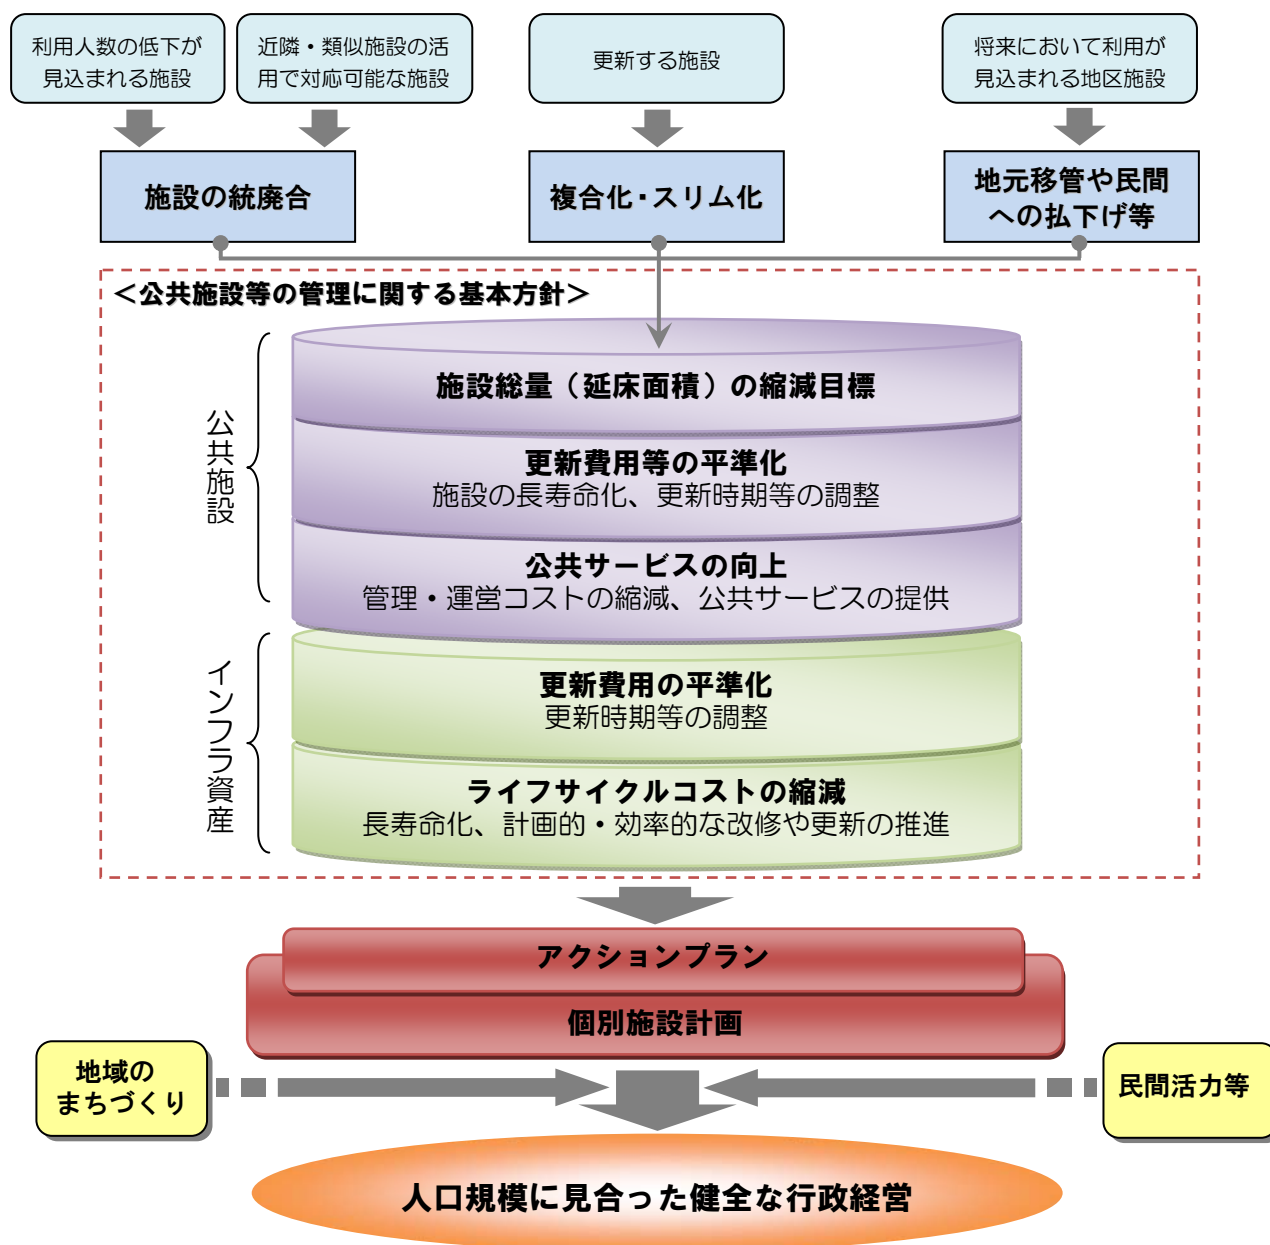 利用人数の低下が
見込まれる施設
近隣・類似施設の活
用で対応可能な施設
更新する施設
将来において利用が
見込まれる地区施設
施設の統廃合
複合化・スリム化
地元移管や民間
への払下げ等
＜公共施設等の管理に関する基本方針＞
公共施設
施設総量（延床面積）の縮減目標
更新費用等の平準化
施設の長寿命化、更新時期等の調整
公共サービスの向上
管理・運営コストの縮減、公共サービスの提供
インフラ資産
更新費用の平準化
更新時期等の調整
ライフサイクルコストの縮減
長寿命化、計画的・効率的な改修や更新の推進
アクションプラン
個別施設計画
地域の
まちづくり
民間活力等
人口規模に見合った健全な行政経営